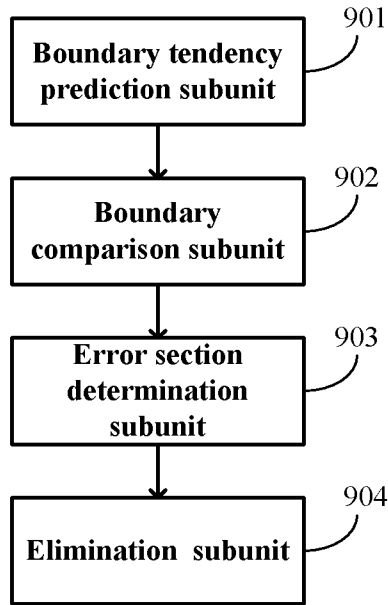 901
Boundary tendency
prediction subunit
902
Boundary
comparison subunit
903
Error section
determination
subunit
904
Elimination subunit